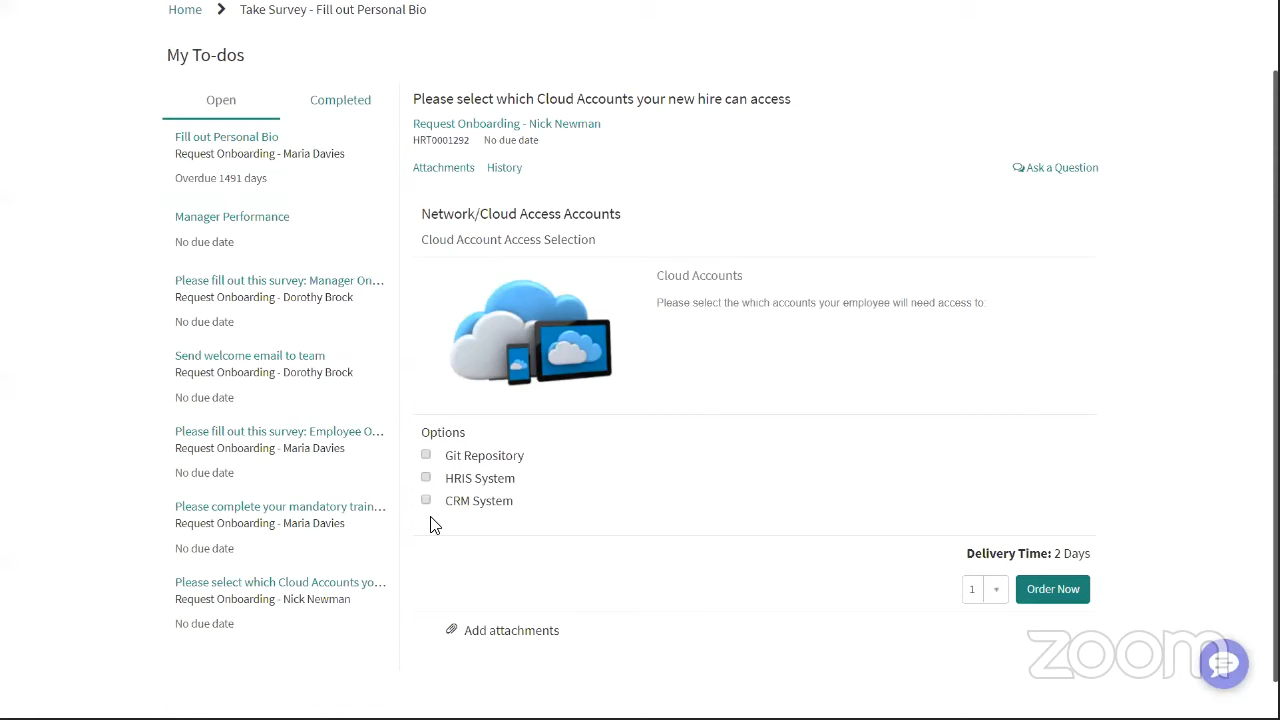 Home > Take Survey - Fill out Personal Bio
My To-dos
Open
Completed
Fill out Personal Bio
Request Onboarding - Maria Davies
Overdue 1491 days
Manager Performance
No due date
Please fill out this survey: Manager On...
Request Onboarding - Dorothy Brock
No due date
Send welcome email to team
Request Onboarding - Dorothy Brock
No due date
Please fill out this survey: Employee O...
Request Onboarding - Maria Davies
No due date
Please complete your mandatory train...
Request Onboarding - Maria Davies
No due date
Please select which Cloud Accounts yo...
Request Onboarding - Nick Newman
No due date
Please select which Cloud Accounts your new hire can access
Request Onboarding - Nick Newman
HRT0001292 No due date
Attachments History
Ask a Question
Network/Cloud Access Accounts
Cloud Account Access Selection
Cloud Accounts
Please select the which accounts your employee will need access to:
Options
Git Repository
HRIS System
CRM System
Delivery Time: 2 Days
1
Order Now
Add attachments
zoom